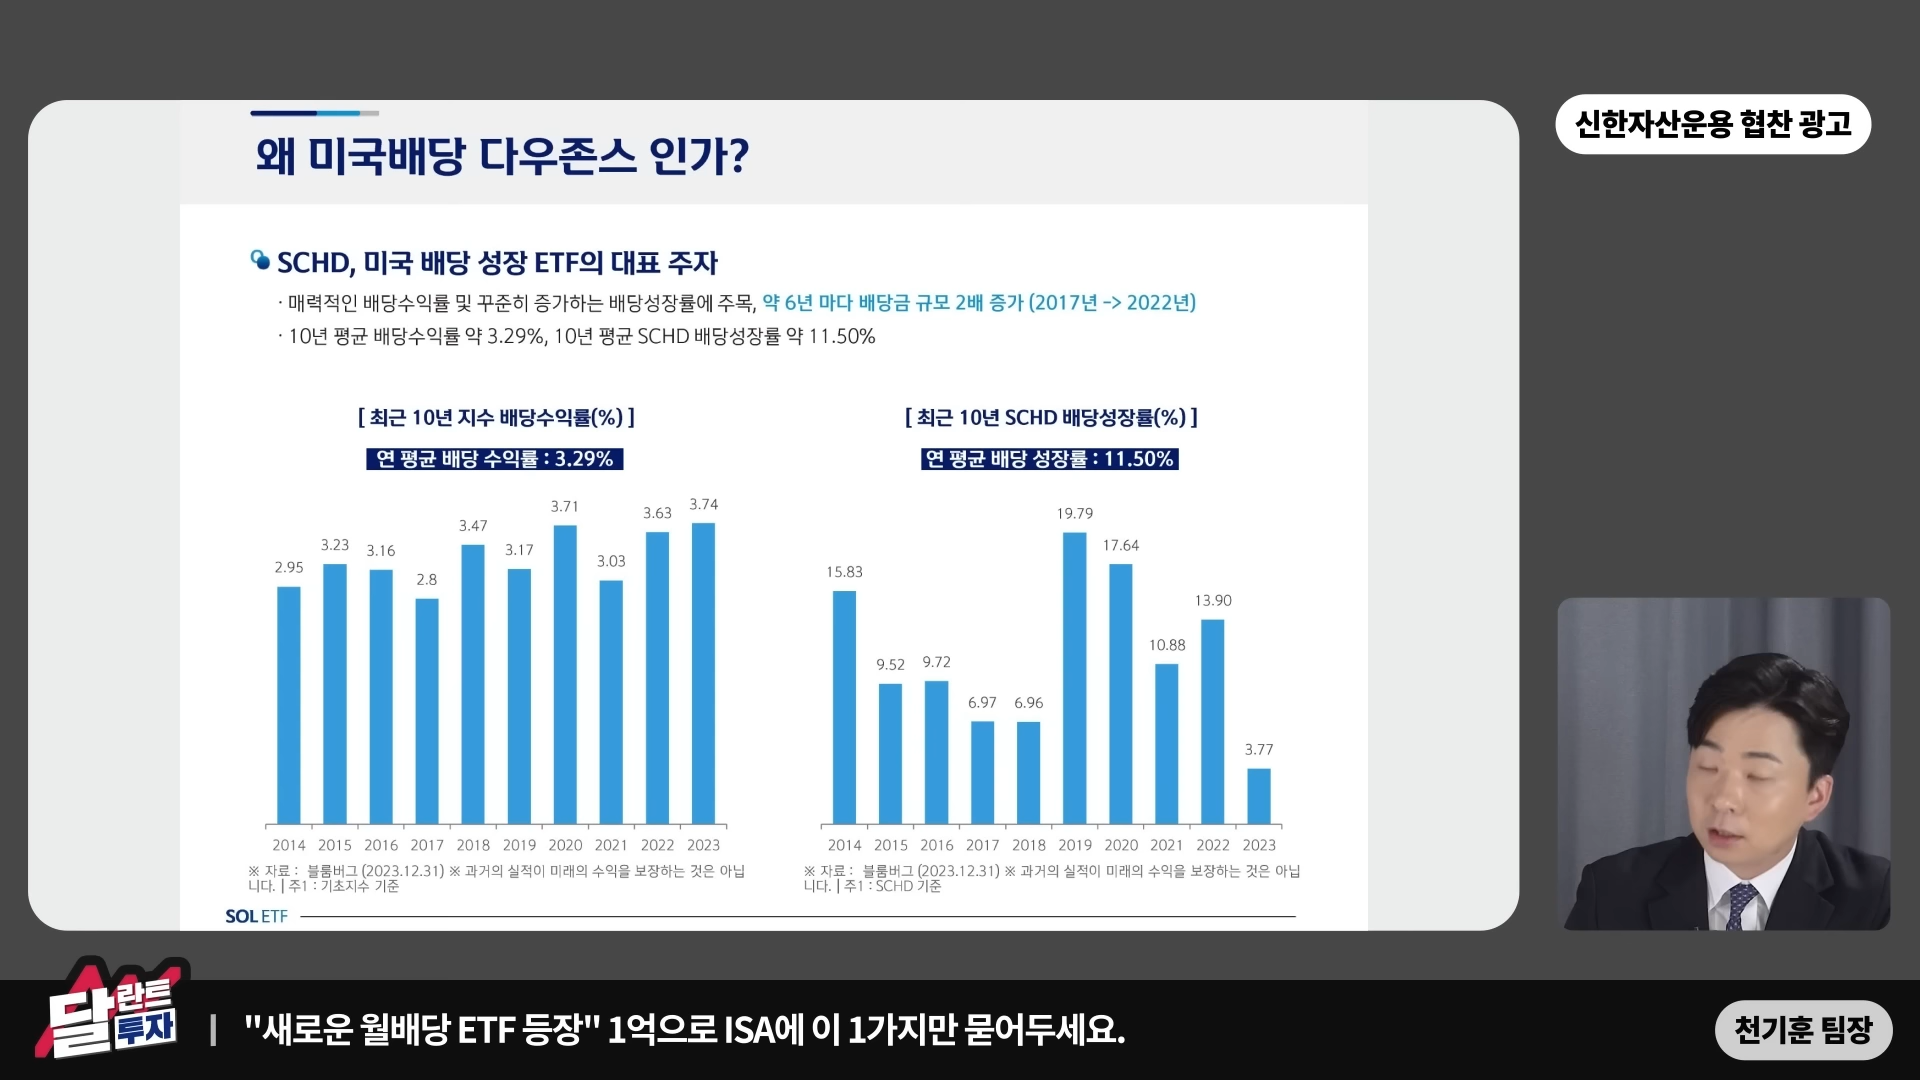 신한자산운용 협찬 광고
왜 미국배당 다우존스 인가?
SCHD, 미국 배당 성장 ETF의 대표 주자
· 매력적인 배당수익률 및 꾸준히 증가하는 배당성장률에 주목, 약 6년 마다 배당금 규모 2배 증가 (2017년 -> 2022년)
· 10년 평균 배당수익률 약 3.29%, 10년 평균 SCHD 배당성장률 약 11.50%
[ 최근 10년 지수 배당수익률(%) ]
연 평균 배당 수익률 : 3.29%
2.95 3.23 3.16 2.8 3.47 3.17 3.71 3.03 3.63 3.74
2014 2015 2016 2017 2018 2019 2020 2021 2022 2023
※ 자료 : 블룸버그 (2023.12.31) ※ 과거의 실적이 미래의 수익을 보장하는 것은 아닙
니다. | 주1 : 기초지수 기준
[ 최근 10년 SCHD 배당성장률(%) ]
연 평균 배당 성장률 : 11.50%
15.83 9.52 9.72 6.97 6.96 19.79 17.64 10.88 13.90 3.77
2014 2015 2016 2017 2018 2019 2020 2021 2022 2023
※ 자료 : 블룸버그 (2023.12.31) ※ 과거의 실적이 미래의 수익을 보장하는 것은 아닙
니다. | 주1 : SCHD 기준
SOL ETF
달란트
투자
"새로운 월배당 ETF 등장" 1억으로 ISA에 이 1가지만 묻어두세요.
천기훈 팀장